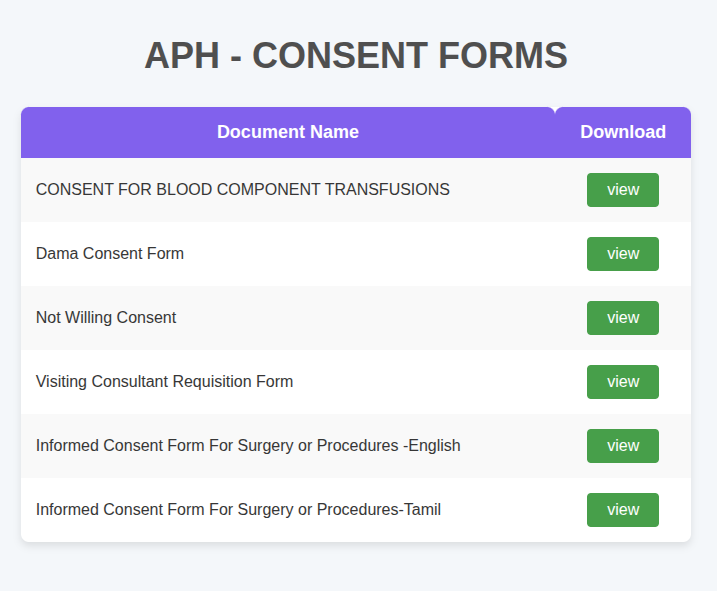 APH - CONSENT FORMS
Document Name Download
CONSENT FOR BLOOD COMPONENT TRANSFUSIONS view
Dama Consent Form view
Not Willing Consent view
Visiting Consultant Requisition Form view
Informed Consent Form For Surgery or Procedures -English view
Informed Consent Form For Surgery or Procedures-Tamil view